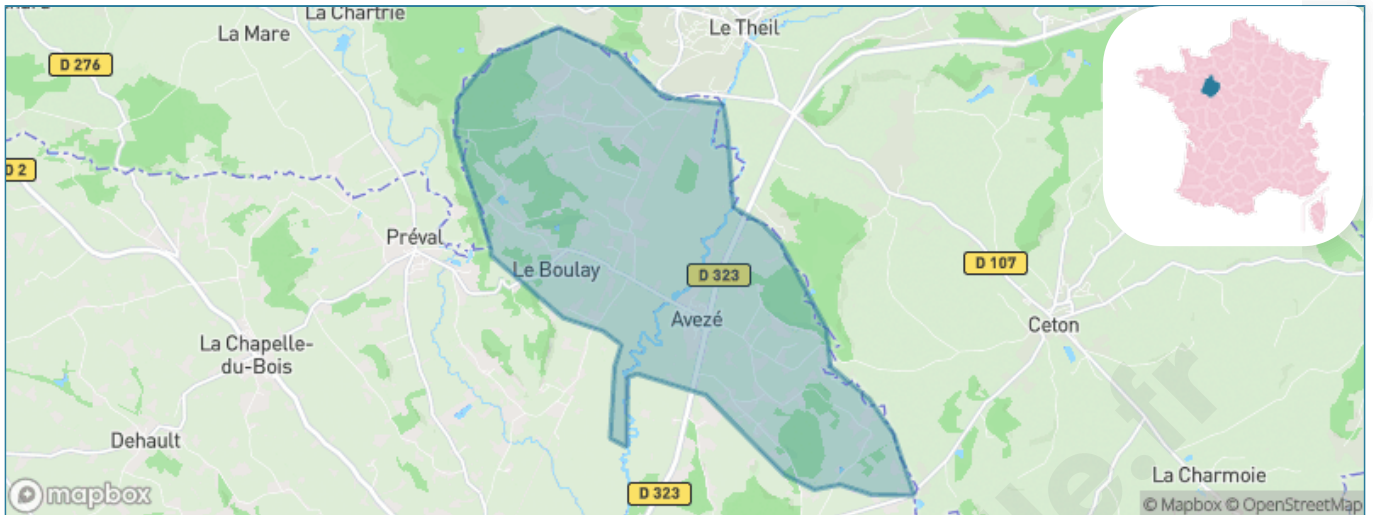 La Chartrie
La Mare
Le Theil
D 276
D 2
Préval
Le Boulay
D 323
D 107
Avezé
Ceton
La Chapelle-
du-Bois
Dehault
La Charmoie
D 323
mapbox
© Mapbox © OpenStreetMap